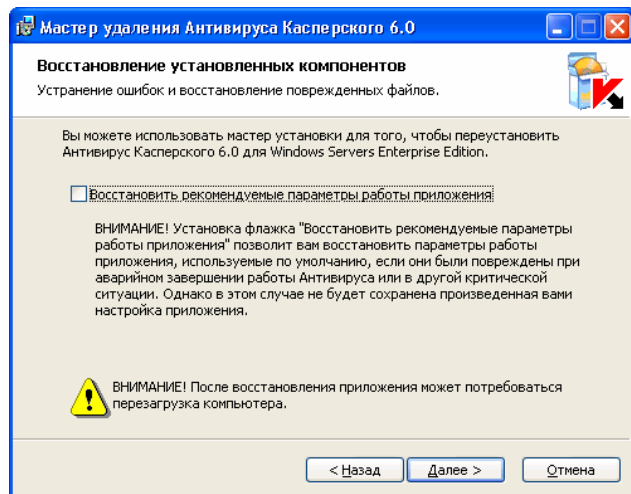 Мастер удаления Антивируса Касперского 6.0
Восстановление установленных компонентов
Устранение ошибок и восстановление поврежденных файлов.
Вы можете использовать мастер установки для того, чтобы переустановить
Антивирус Касперского 6.0 для Windows Servers Enterprise Edition.
Восстановить рекомендуемые параметры работы приложения
ВНИМАНИЕ! Установка флажка "Восстановить рекомендуемые параметры
работы приложения" позволит вам восстановить параметры работы
приложения, используемые по умолчанию, если они были повреждены при
аварийном завершении работы Антивируса или в другой критической
ситуации. Однако в этом случае не будет сохранена произведенная вами
настройка приложения.
ВНИМАНИЕ! После восстановления приложения может потребоваться
перезагрузка компьютера.
< Назад Далее > Отмена